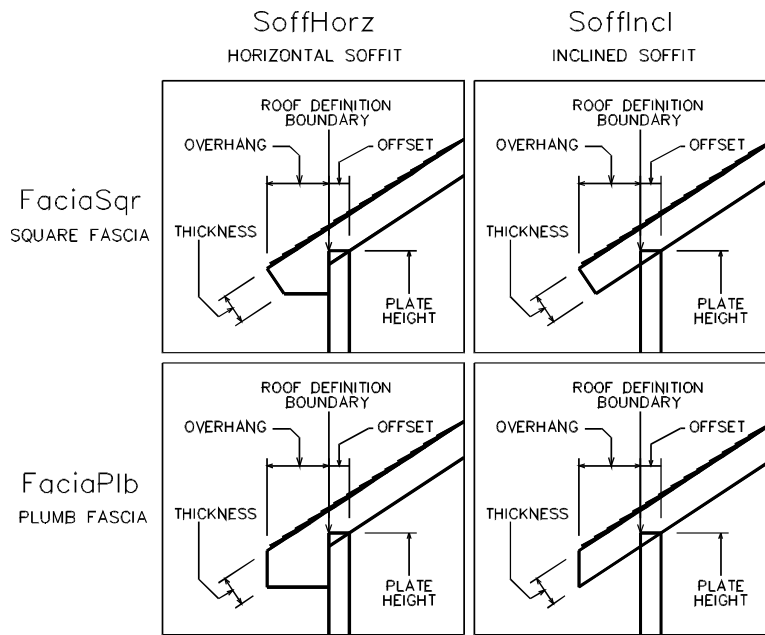 SoffHorz
HORIZONTAL SOFFIT
SoffIncl
INCLINED SOFFIT
FaciaSqr
SQUARE FASCIA
ROOF DEFINITION
BOUNDARY
OVERHANG
OFFSET
THICKNESS
PLATE
HEIGHT
ROOF DEFINITION
BOUNDARY
OVERHANG
OFFSET
THICKNESS
PLATE
HEIGHT
FaciaPlb
PLUMB FASCIA
ROOF DEFINITION
BOUNDARY
OVERHANG
OFFSET
THICKNESS
PLATE
HEIGHT
ROOF DEFINITION
BOUNDARY
OVERHANG
OFFSET
THICKNESS
PLATE
HEIGHT